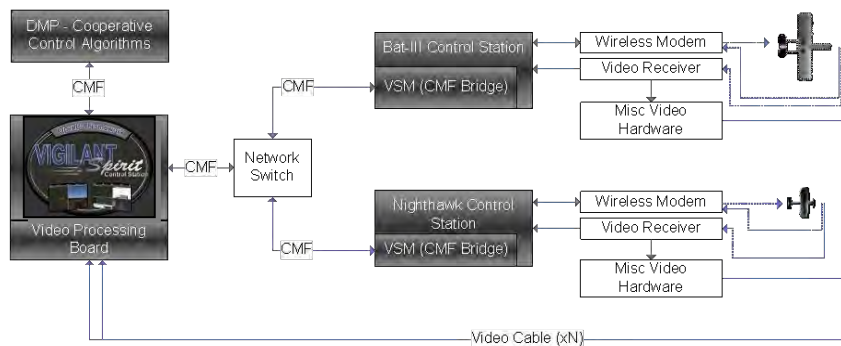 DMP - Cooperative
Control Algorithms
CMF
VIGILANT
Spirit
Control Station
Video Processing
Board
CMF
Network
Switch
CMF
CMF
Bat-III Control Station
VSM (CMF Bridge)
Wireless Modem
Video Receiver
Misc Video
Hardware
Nighthawk Control
Station
VSM (CMF Bridge)
Wireless Modem
Video Receiver
Misc Video
Hardware
Video Cable (xN)